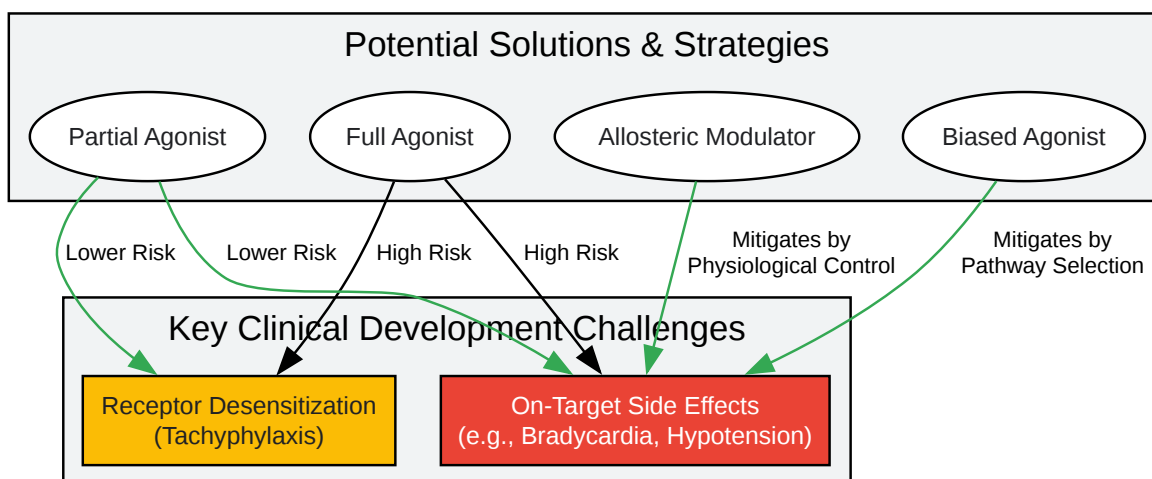 Potential Solutions & Strategies
Partial Agonist
Full Agonist
Allosteric Modulator
Biased Agonist
Lower Risk
Lower Risk
High Risk
High Risk
Mitigates by
Physiological Control
Mitigates by
Pathway Selection
Key Clinical Development Challenges
Receptor Desensitization
(Tachyphylaxis)
On-Target Side Effects
(e.g., Bradycardia, Hypotension)